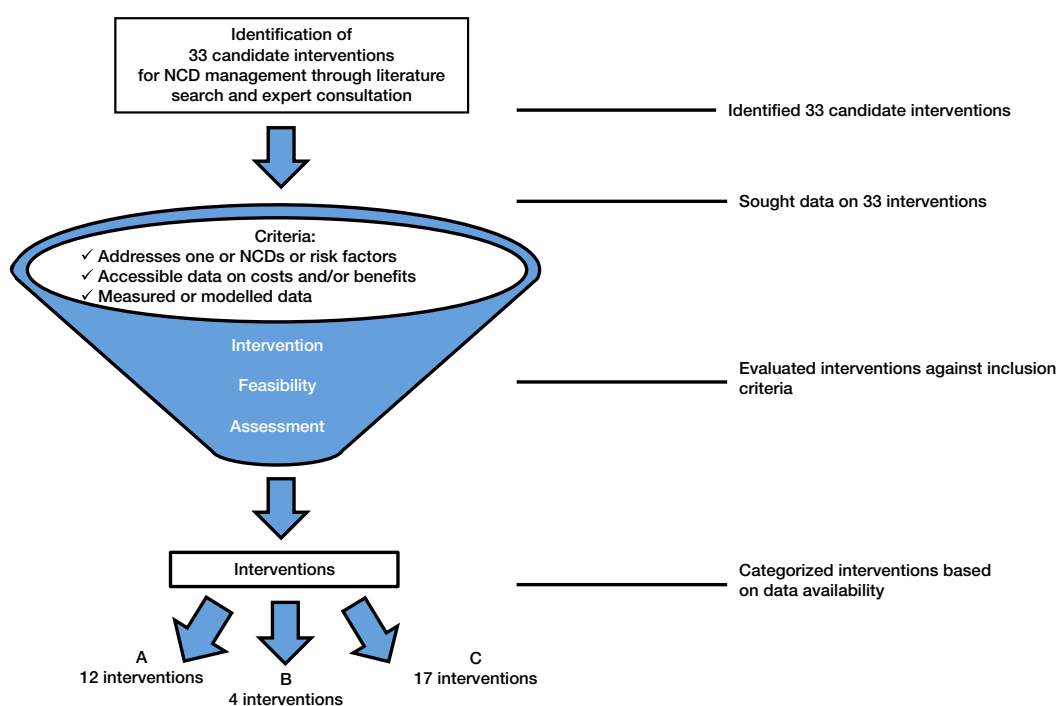 Identification of
33 candidate interventions
for NCD management through literature
search and expert consultation
Identified 33 candidate interventions
Sought data on 33 interventions
Criteria:
✓ Addresses one or NCDs or risk factors
✓ Accessible data on costs and/or benefits
✓ Measured or modelled data
Intervention
Feasibility
Assessment
Evaluated interventions against inclusion
criteria
Interventions
Categorized interventions based
on data availability
A
12 interventions
B
4 interventions
C
17 interventions